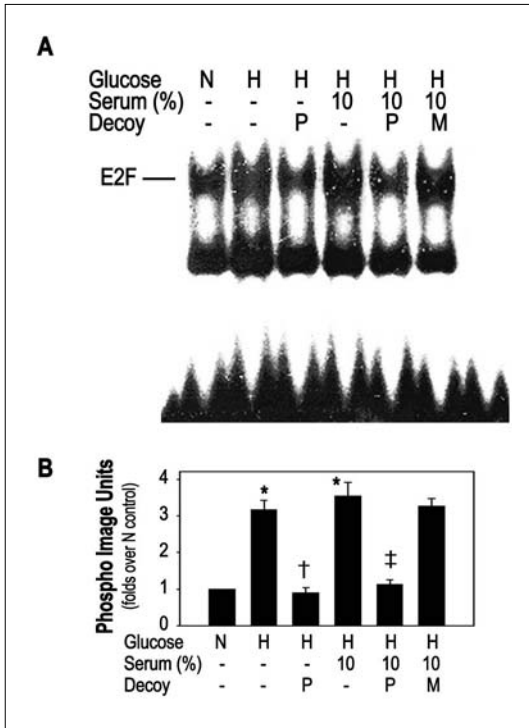 A
Glucose N H H H H H
Serum (%) - - - 10 10 10
Decoy - - P - P M
E2F
B
Phospho Image Units
(folds over N control)
4
3
2
1
0
* † * ‡
Glucose N H H H H H
Serum (%) - - - 10 10 10
Decoy - - P - P M